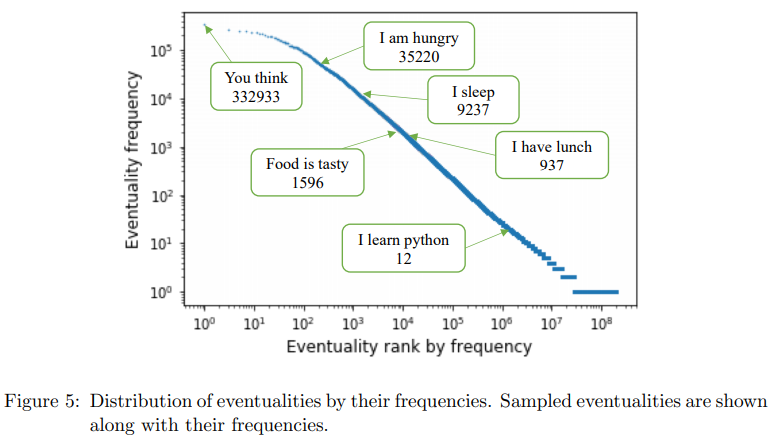 Eventuality frequency
10⁵
10⁴
10³
10²
10¹
10⁰
You think
332933
I am hungry
35220
I sleep
9237
Food is tasty
1596
I have lunch
937
I learn python
12
10⁰ 10¹ 10² 10³ 10⁴ 10⁵ 10⁶ 10⁷ 10⁸
Eventuality rank by frequency
Figure 5: Distribution of eventualities by their frequencies. Sampled eventualities are shown
along with their frequencies.